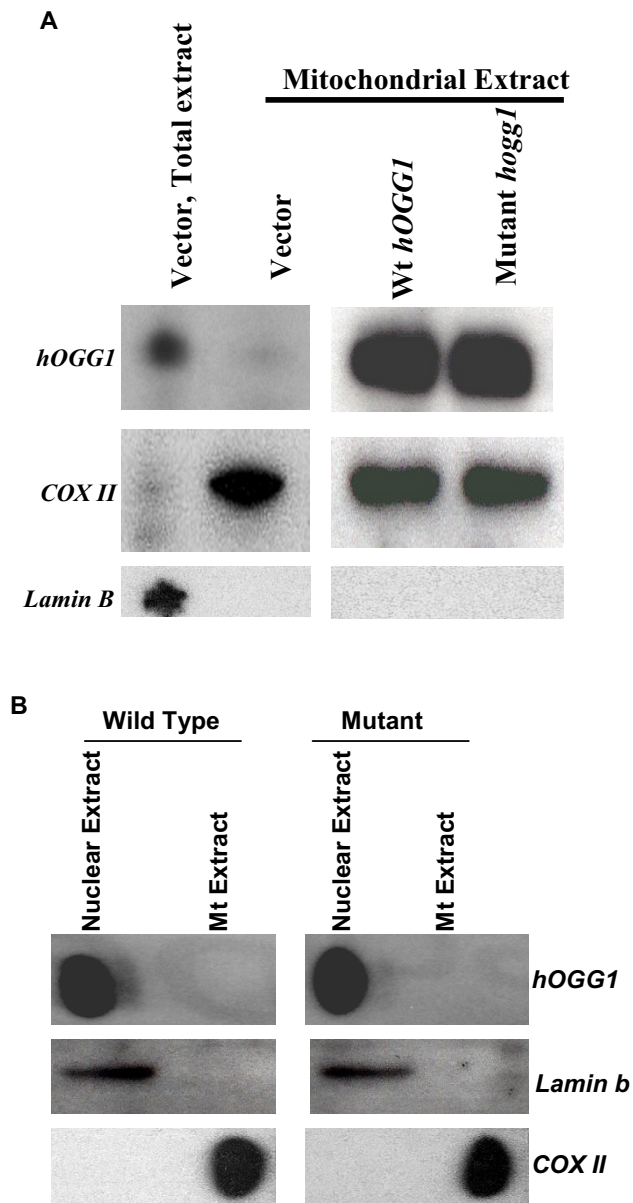 A
Mitochondrial Extract
Vector, Total extract
Vector
Wt hOGG1
Mutant hogg1
hOGG1
COX II
Lamin B
B
Wild Type
Mutant
Nuclear Extract
Mt Extract
Nuclear Extract
Mt Extract
hOGG1
Lamin b
COX II